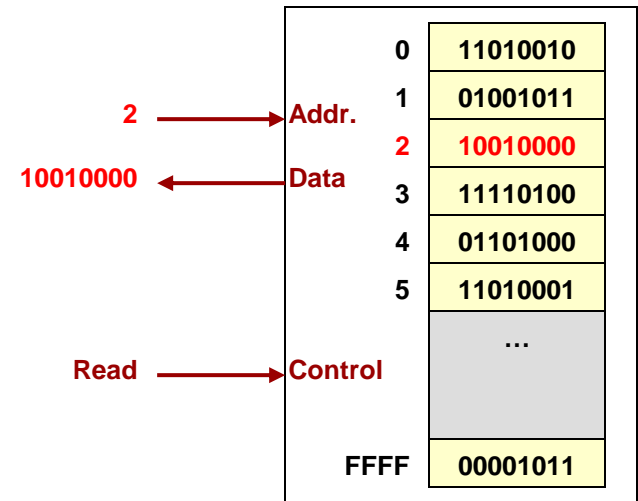 0 11010010
1 01001011
2 Addr.
2 10010000
10010000 Data
3 11110100
4 01101000
5 11010001
...
Read Control
FFFF 00001011